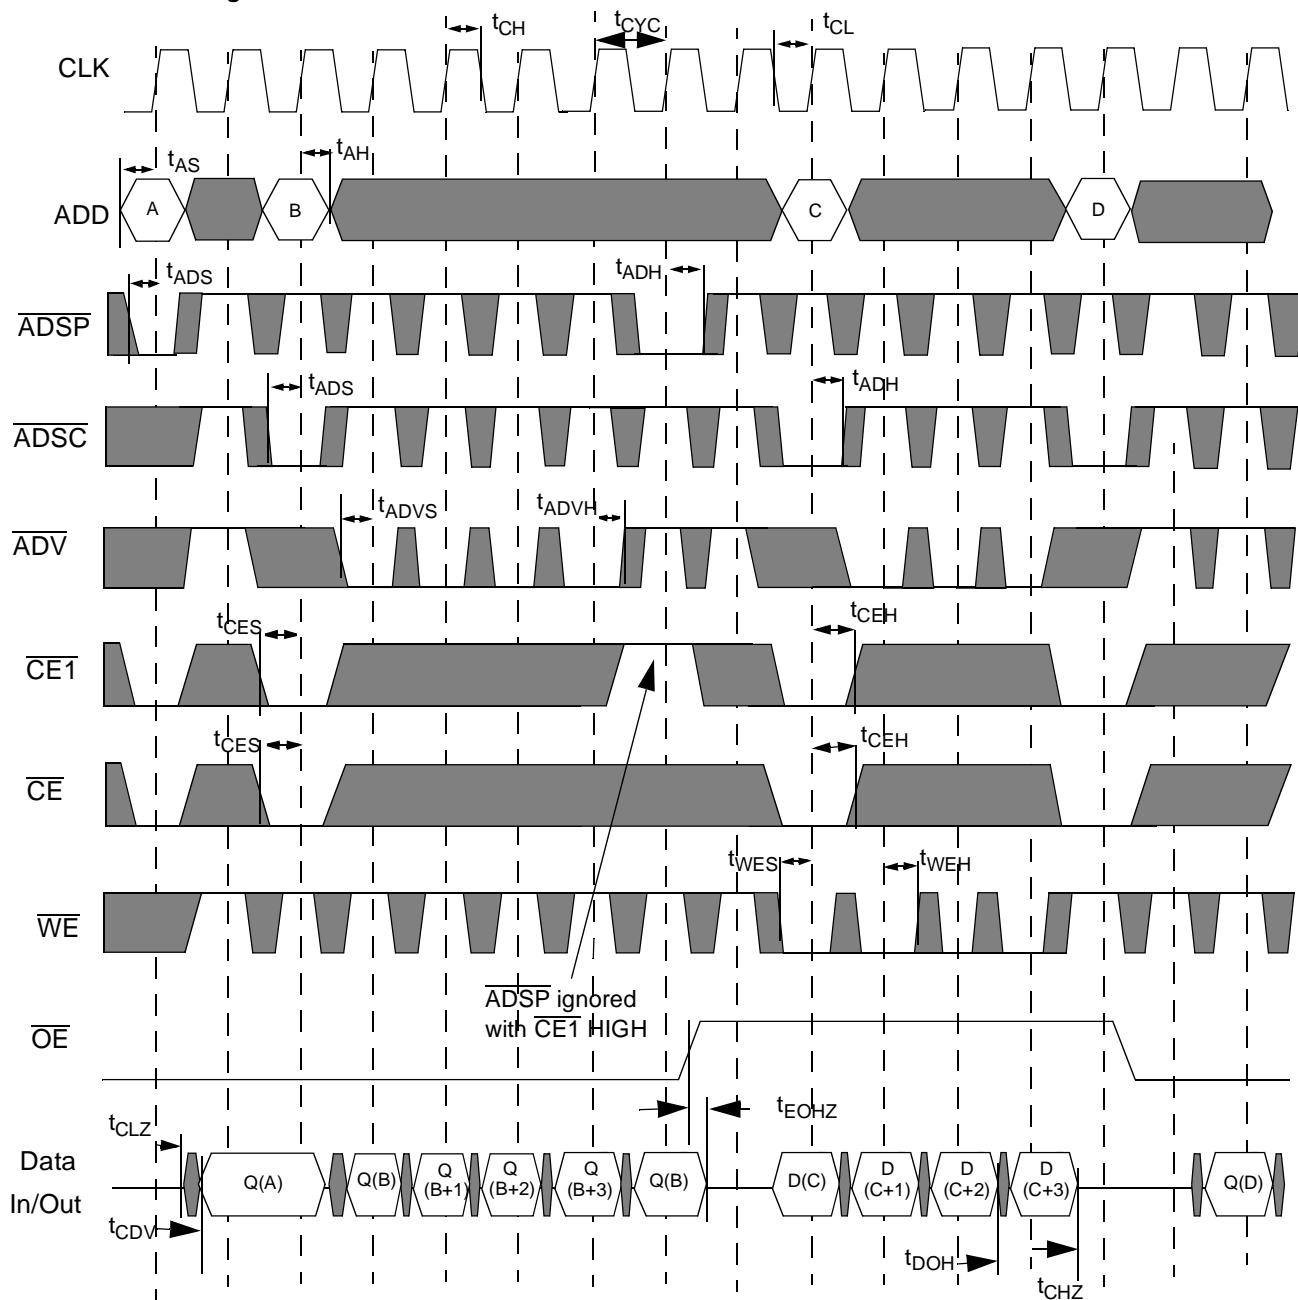 tCH
tCYC
tCL
CLK
tAS
tAH
ADD
A
B
C
D
tADS
tADH
ADSP
tADS
tADH
ADSC
tADVS
tADVH
ADV
tCES
tCEH
CE1
tCES
tCEH
CE
tWES
tWEH
WE
ADSP ignored
with CE1 HIGH
OE
tEOHZ
tCLZ
Data
In/Out
Q(A)
Q(B)
Q
(B+1)
Q
(B+2)
Q
(B+3)
Q(B)
D(C)
D
(C+1)
D
(C+2)
D
(C+3)
Q(D)
tCDV
tDOH
tCHZ